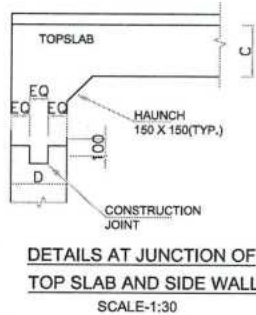 TOPSLAB
C
EQ
EQ EQ
HAUNCH
150 X 150(TYP.)
100
D
CONSTRUCTION
JOINT
DETAILS AT JUNCTION OF
TOP SLAB AND SIDE WALL
SCALE-1:30